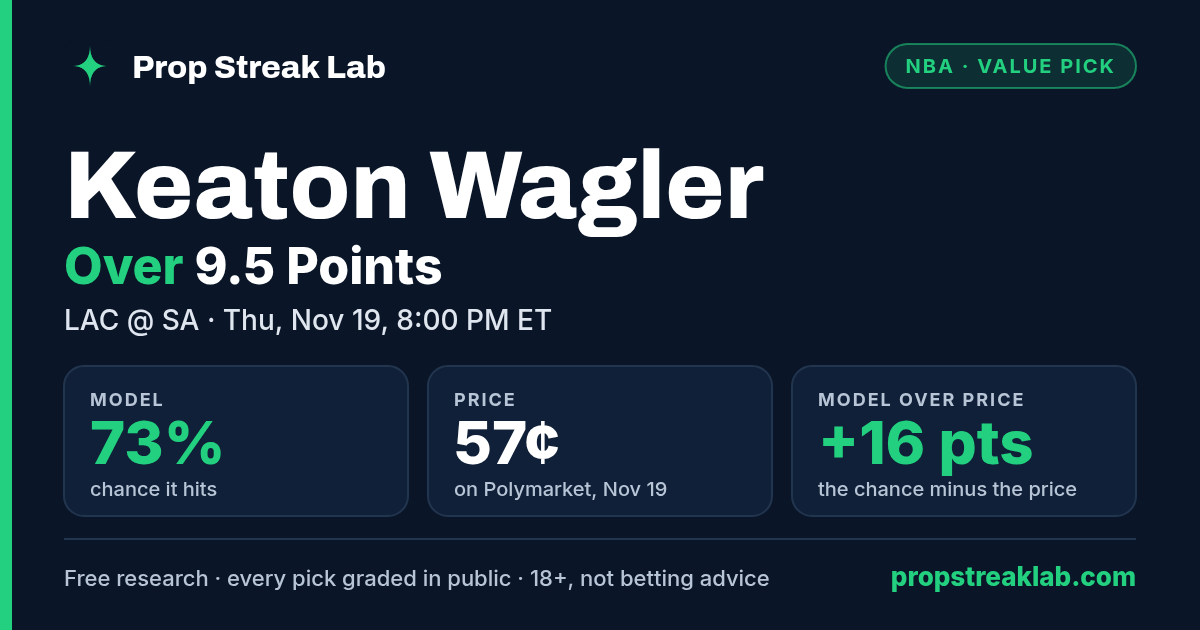 Prop Streak Lab
NBA · VALUE PICK
Keaton Wagler
Over 9.5 Points
LAC @ SA · Thu, Nov 19, 8:00 PM ET
MODEL
73%
chance it hits
PRICE
57¢
on Polymarket, Nov 19
MODEL OVER PRICE
+16 pts
the chance minus the price
Free research · every pick graded in public · 18+, not betting advice
propstreaklab.com